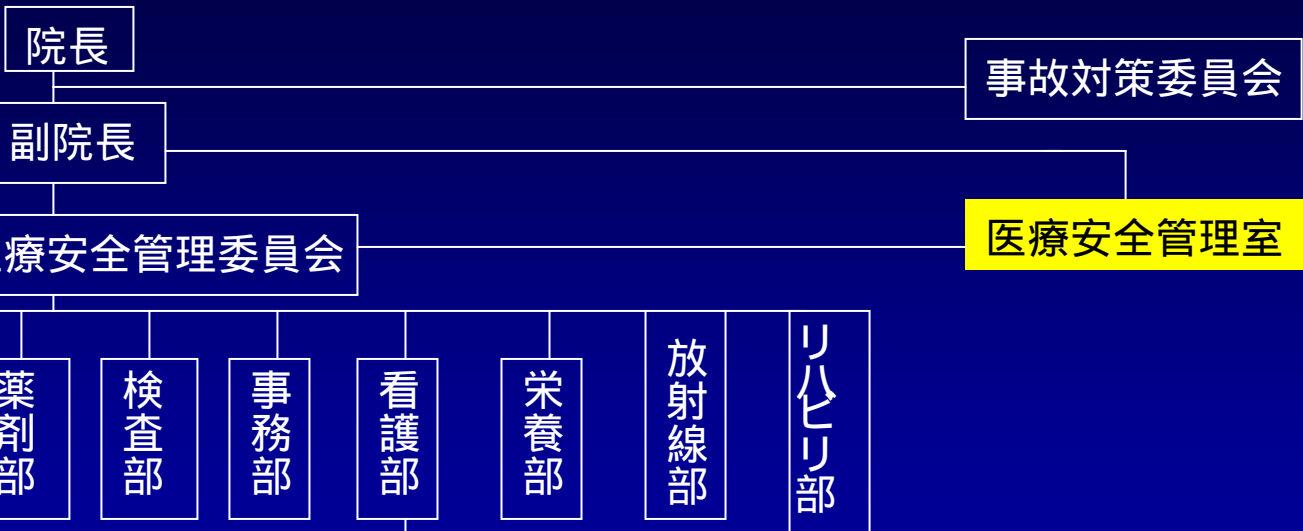 院長
事故対策委員会
副院長
療安全管理委員会
医療安全管理室
薬剤部
検査部
事務部
看護部
栄養部
放射線部
リハビリ部